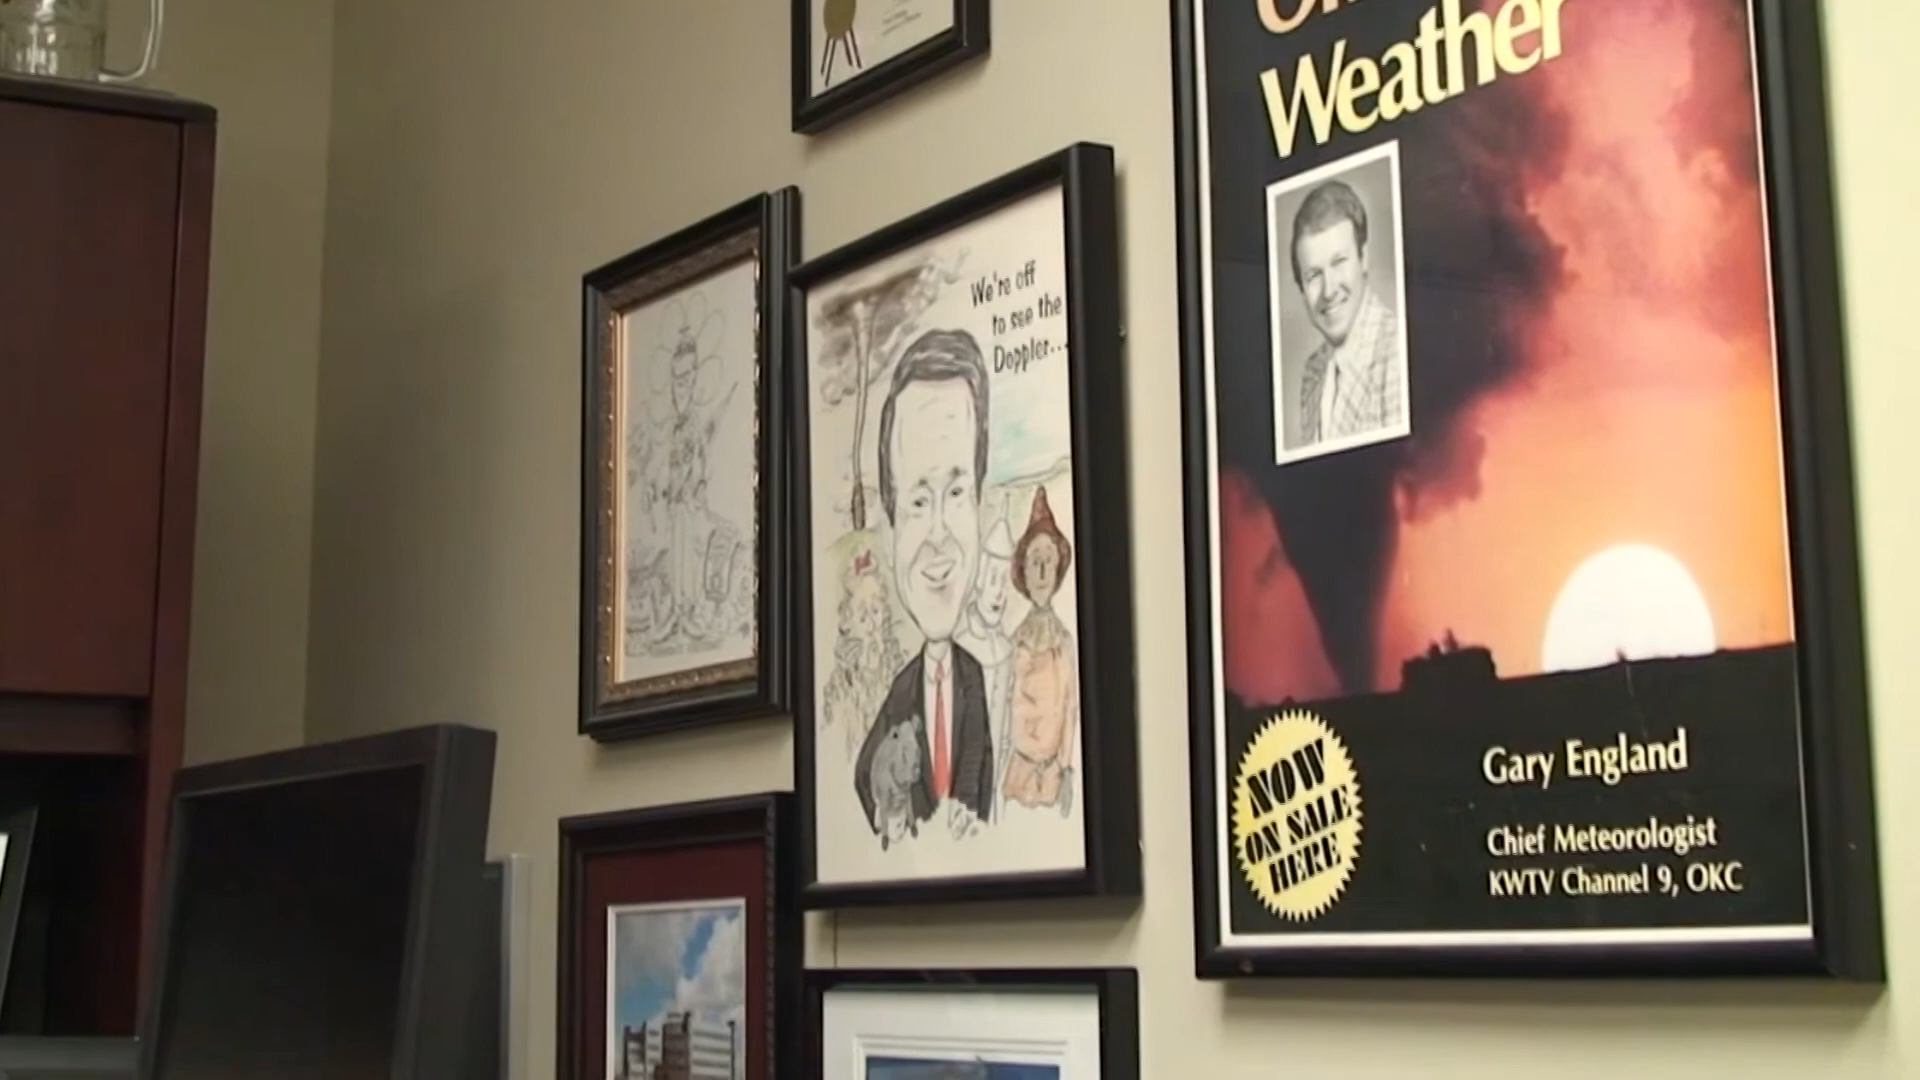 Weather
We're off
to see the
Doppler...
NOW
ON SALE
HERE
Gary England
Chief Meteorologist
KWTV Channel 9, OKC